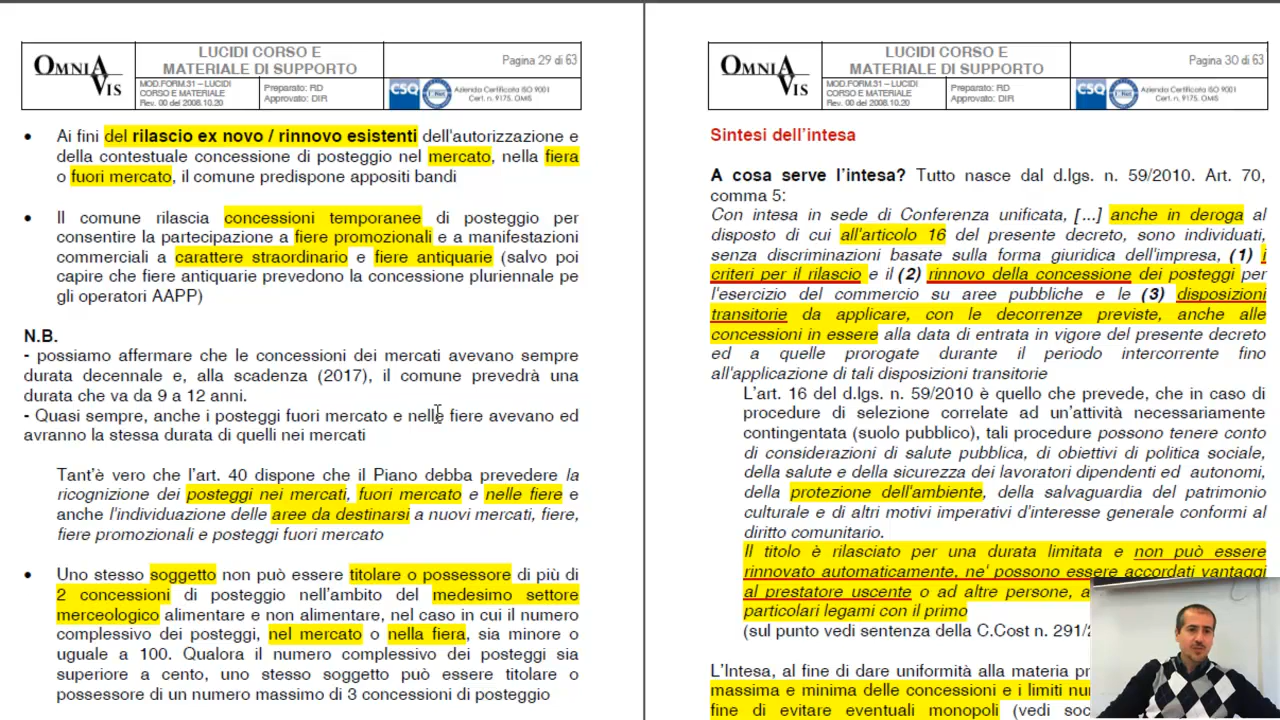 OMNIA VIS
LUCIDI CORSO E
MATERIALE DI SUPPORTO
Pagina 29 di 63
MOD.FORM.31 – LUCIDI
CORSO E MATERIALE
Rev. 00 del 2008.10.20
Preparato: RD
Approvato: DIR
CSQ
Azienda Certificata ISO 9001
Cert. n. 9175. OMIS
• Ai fini del rilascio ex novo / rinnovo esistenti dell'autorizzazione e
della contestuale concessione di posteggio nel mercato, nella fiera
o fuori mercato, il comune predispone appositi bandi
• Il comune rilascia concessioni temporanee di posteggio per
consentire la partecipazione a fiere promozionali e a manifestazioni
commerciali a carattere straordinario e fiere antiquarie (salvo poi
capire che fiere antiquarie prevedono la concessione pluriennale pe
gli operatori AAPP)
N.B.
- possiamo affermare che le concessioni dei mercati avevano sempre
durata decennale e, alla scadenza (2017), il comune prevedrà una
durata che va da 9 a 12 anni.
- Quasi sempre, anche i posteggi fuori mercato e nelle fiere avevano ed
avranno la stessa durata di quelli nei mercati
Tant'è vero che l'art. 40 dispone che il Piano debba prevedere la
ricognizione dei posteggi nei mercati, fuori mercato e nelle fiere e
anche l'individuazione delle aree da destinarsi a nuovi mercati, fiere,
fiere promozionali e posteggi fuori mercato
• Uno stesso soggetto non può essere titolare o possessore di più di
2 concessioni di posteggio nell'ambito del medesimo settore
merceologico alimentare e non alimentare, nel caso in cui il numero
complessivo dei posteggi, nel mercato o nella fiera, sia minore o
uguale a 100. Qualora il numero complessivo dei posteggi sia
superiore a cento, uno stesso soggetto può essere titolare o
possessore di un numero massimo di 3 concessioni di posteggio
OMNIA VIS
LUCIDI CORSO E
MATERIALE DI SUPPORTO
Pagina 30 di 63
MOD.FORM.31 – LUCIDI
CORSO E MATERIALE
Rev. 00 del 2008.10.20
Preparato: RD
Approvato: DIR
CSQ
Azienda Certificata ISO 9001
Cert. n. 9175. OMIS
Sintesi dell'intesa
A cosa serve l'intesa? Tutto nasce dal d.lgs. n. 59/2010. Art. 70,
comma 5:
Con intesa in sede di Conferenza unificata, [...] anche in deroga al
disposto di cui all'articolo 16 del presente decreto, sono individuati,
senza discriminazioni basate sulla forma giuridica dell'impresa, (1) i
criteri per il rilascio e il (2) rinnovo della concessione dei posteggi per
l'esercizio del commercio su aree pubbliche e le (3) disposizioni
transitorie da applicare, con le decorrenze previste, anche alle
concessioni in essere alla data di entrata in vigore del presente decreto
ed a quelle prorogate durante il periodo intercorrente fino
all'applicazione di tali disposizioni transitorie
L'art. 16 del d.lgs. n. 59/2010 è quello che prevede, che in caso di
procedure di selezione correlate ad un'attività necessariamente
contingentata (suolo pubblico), tali procedure possono tenere conto
di considerazioni di salute pubblica, di obiettivi di politica sociale,
della salute e della sicurezza dei lavoratori dipendenti ed autonomi,
della protezione dell'ambiente, della salvaguardia del patrimonio
culturale e di altri motivi imperativi d'interesse generale conformi al
diritto comunitario.
Il titolo è rilasciato per una durata limitata e non può essere
rinnovato automaticamente, ne' possono essere accordati vantaggi
al prestatore uscente o ad altre persone, a
particolari legami con il primo
(sul punto vedi sentenza della C.Cost n. 291/2
L'Intesa, al fine di dare uniformità alla materia pr
massima e minima delle concessioni e i limiti nu
fine di evitare eventuali monopoli (vedi soc